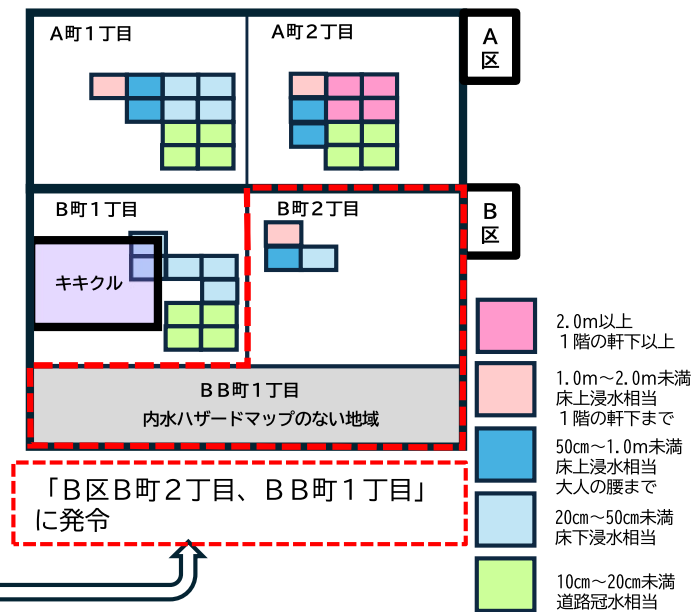 A町1丁目
A町2丁目
A
区
B町1丁目
B町2丁目
B
区
キキクル
BB町1丁目
内水ハザードマップのない地域
「B区B町2丁目、BB町1丁目」
に発令
2.0m以上
1階の軒下以上
1.0m～2.0m未満
床上浸水相当
1階の軒下まで
50㎝～1.0m未満
床上浸水相当
大人の腰まで
20㎝～50㎝未満
床下浸水相当
10㎝～20㎝未満
道路冠水相当